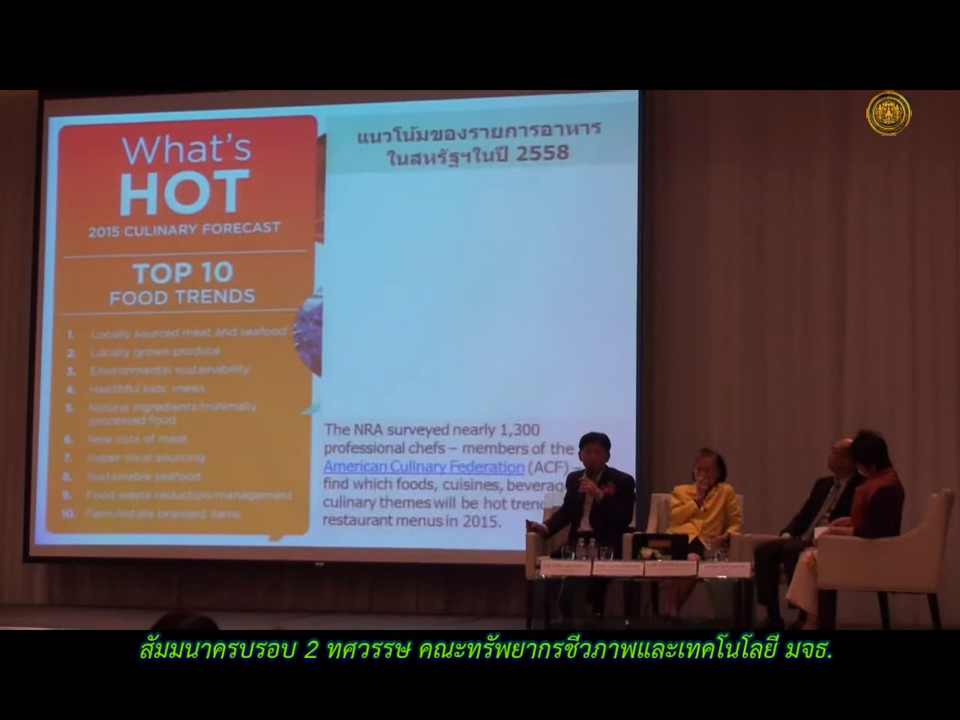 What's
HOT
2015 CULINARY FORECAST
TOP 10
FOOD TRENDS
1. Locally sourced meat and seafood
2. Locally grown produce
3. Environmental sustainability
4. Healthful kids' meals
5. Natural ingredients/minimally
processed food
6. New cuts of meat
7. Hyper-local sourcing
8. Sustainable seafood
9. Food waste reduction/management
10. Farm/estate branded items
แนวโน้มของรายการอาหาร
ในสหรัฐฯในปี 2558
The NRA surveyed nearly 1,300
professional chefs – members of the
American Culinary Federation (ACF) –
find which foods, cuisines, beverag
culinary themes will be hot trend
restaurant menus in 2015.
สัมมนาครบรอบ 2 ทศวรรษ คณะทรัพยากรชีวภาพและเทคโนโลยี มจธ.